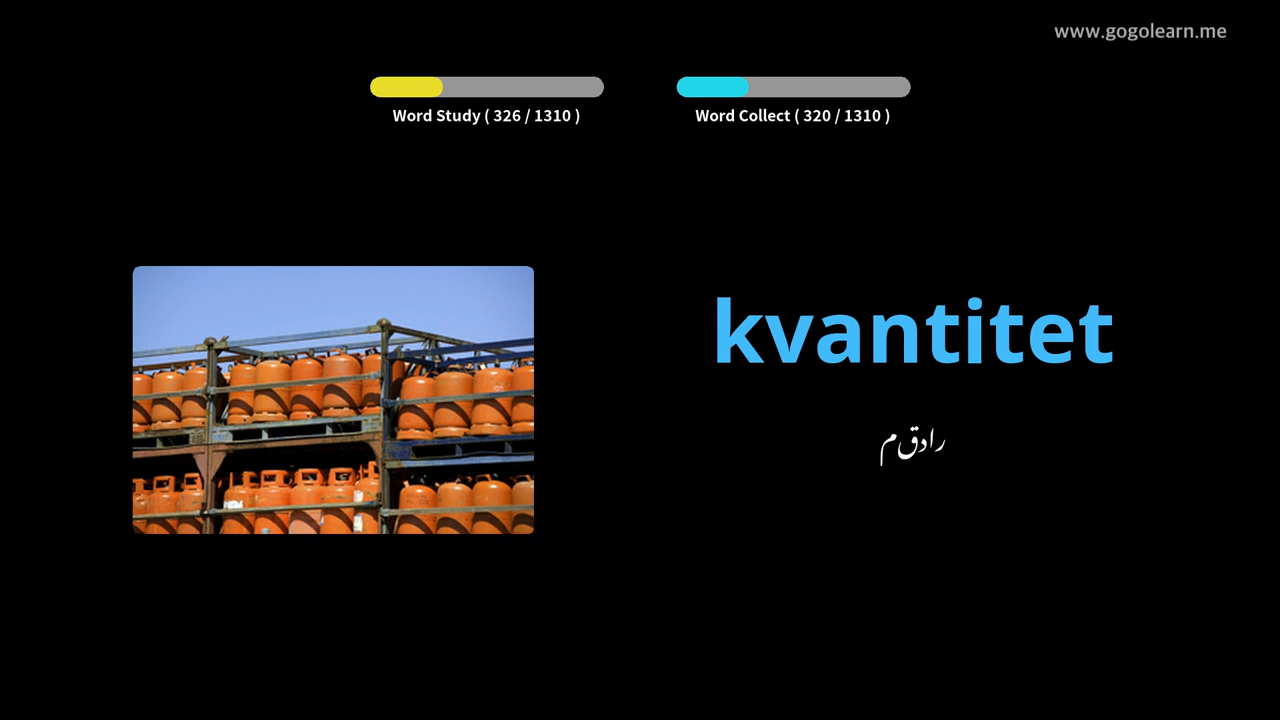 www.gogolearn.me
Word Study ( 326 / 1310 )
Word Collect ( 320 / 1310 )
kvantitet
رادقم